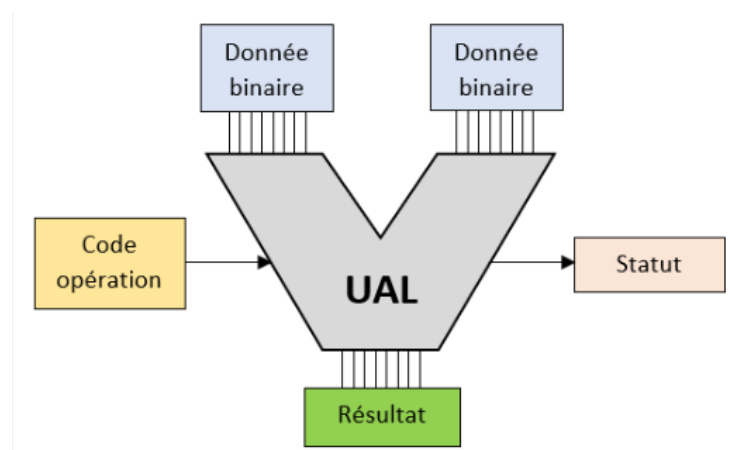 Donnée
binaire
Donnée
binaire
Code
opération
UAL
Statut
Résultat